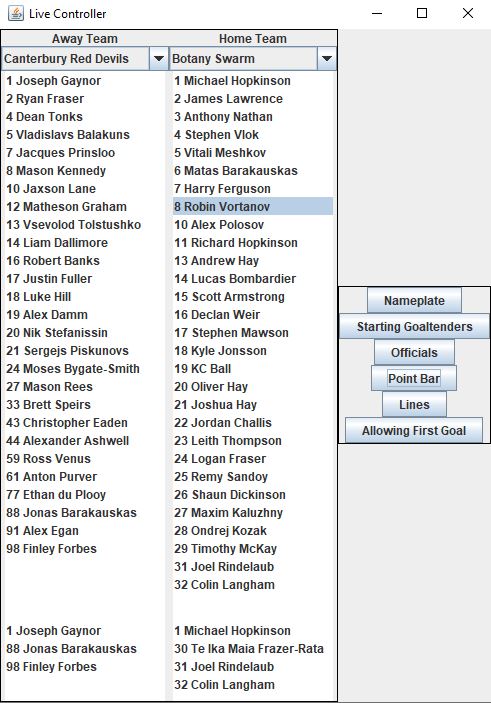 Live Controller
Away Team
Canterbury Red Devils
1 Joseph Gaynor
2 Ryan Fraser
4 Dean Tonks
5 Vladislavs Balakuns
7 Jacques Prinsloo
8 Mason Kennedy
10 Jaxson Lane
12 Matheson Graham
13 Vsevolod Tolstushko
14 Liam Dallimore
16 Robert Banks
17 Justin Fuller
18 Luke Hill
19 Alex Damm
20 Nik Stefanissin
21 Sergejs Piskunovs
24 Moses Bygate-Smith
27 Mason Rees
33 Brett Speirs
43 Christopher Eaden
44 Alexander Ashwell
59 Ross Venus
61 Anton Purver
77 Ethan du Plooy
88 Jonas Barakauskas
91 Alex Egan
98 Finley Forbes
1 Joseph Gaynor
88 Jonas Barakauskas
98 Finley Forbes
Home Team
Botany Swarm
1 Michael Hopkinson
2 James Lawrence
3 Anthony Nathan
4 Stephen Vlok
5 Vitali Meshkov
6 Matas Barakauskas
7 Harry Ferguson
8 Robin Vortanov
10 Alex Polosov
11 Richard Hopkinson
13 Andrew Hay
14 Lucas Bombardier
15 Scott Armstrong
16 Declan Weir
17 Stephen Mawson
18 Kyle Jonsson
19 KC Ball
20 Oliver Hay
21 Joshua Hay
22 Jordan Challis
23 Leith Thompson
24 Logan Fraser
25 Remy Sandoy
26 Shaun Dickinson
27 Maxim Kaluzhny
28 Ondrej Kozak
29 Timothy McKay
31 Joel Rindelaub
32 Colin Langham
1 Michael Hopkinson
30 Te Ika Maia Frazer-Rata
31 Joel Rindelaub
32 Colin Langham
Nameplate
Starting Goaltenders
Officials
Point Bar
Lines
Allowing First Goal